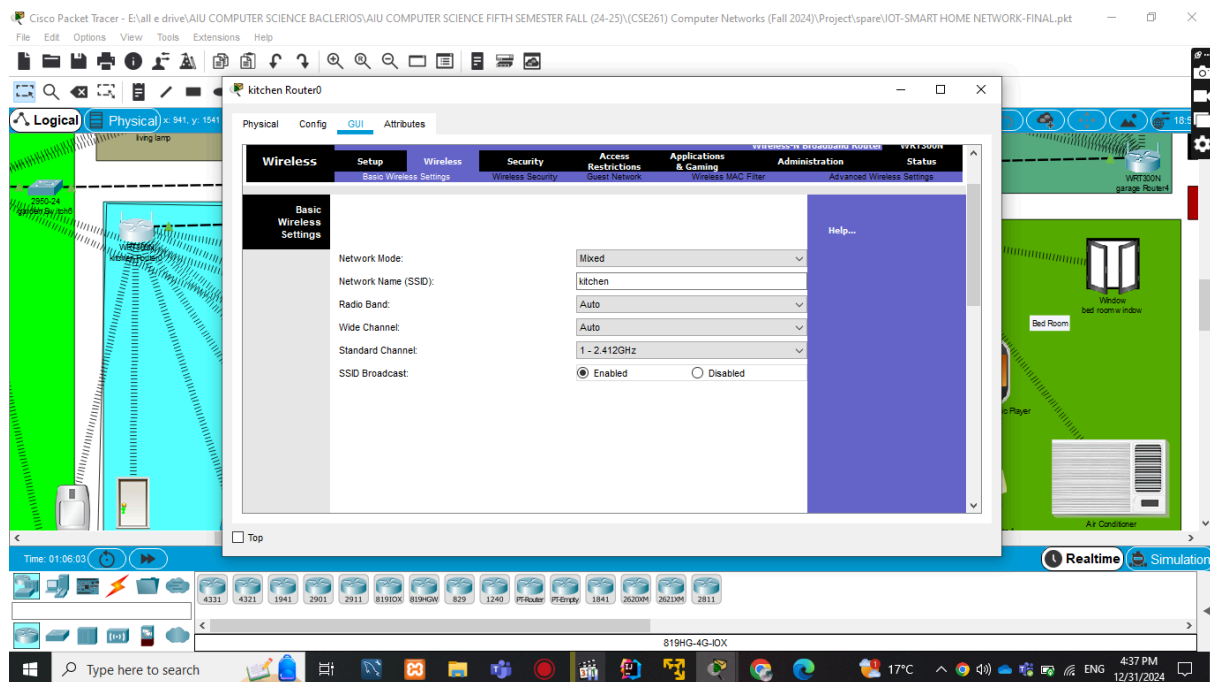 Cisco Packet Tracer - E:\all e drive\AIU COMPUTER SCIENCE BACLERIOS\AIU COMPUTER SCIENCE FIFTH SEMESTER FALL (24-25)\(CSE261) Computer Networks (Fall 2024)\Project\spare\IOT-SMART HOME NETWORK-FINAL.pkt
File Edit Options View Tools Extensions Help
kitchen Router0
Logical Physical x: 941, y: 1541
18:5
Physical Config GUI Attributes
living lamp
Wireless-N Broadband Router WRT300N
Wireless Setup Wireless Security Access Restrictions Applications & Gaming Administration Status
Basic Wireless Settings Wireless Security Guest Network Wireless MAC Filter Advanced Wireless Settings
WRT300N
garage Router4
2950-24
Basic
Wireless
Settings
Help...
Network Mode: Mixed
Network Name (SSID): kitchen
Radio Band: Auto
Wide Channel: Auto
Standard Channel: 1 - 2.412GHz
SSID Broadcast: Enabled Disabled
Window
bed room window
Bed Room
c Player
Air Conditioner
Top
Time: 01:06:03
Realtime Simulation
4331 4321 1941 2901 2911 819IOX 819HGW 829 1240 PT-Router PT-Empty 1841 2620XM 2621XM 2811
819HG-4G-IOX
Type here to search
17°C
ENG
4:37 PM
12/31/2024